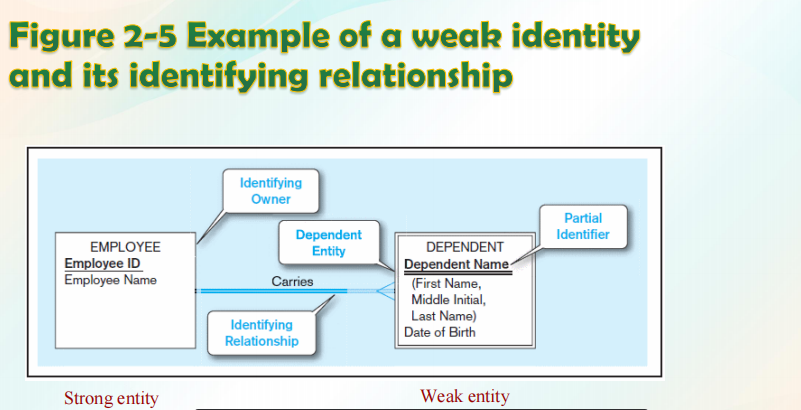 Figure 2-5 Example of a weak identity
and its identifying relationship
Identifying
Owner
Partial
Identifier
Dependent
Entity
EMPLOYEE
Employee ID
Employee Name
DEPENDENT
Dependent Name
(First Name,
Middle Initial,
Last Name)
Date of Birth
Carries
Identifying
Relationship
Strong entity
Weak entity